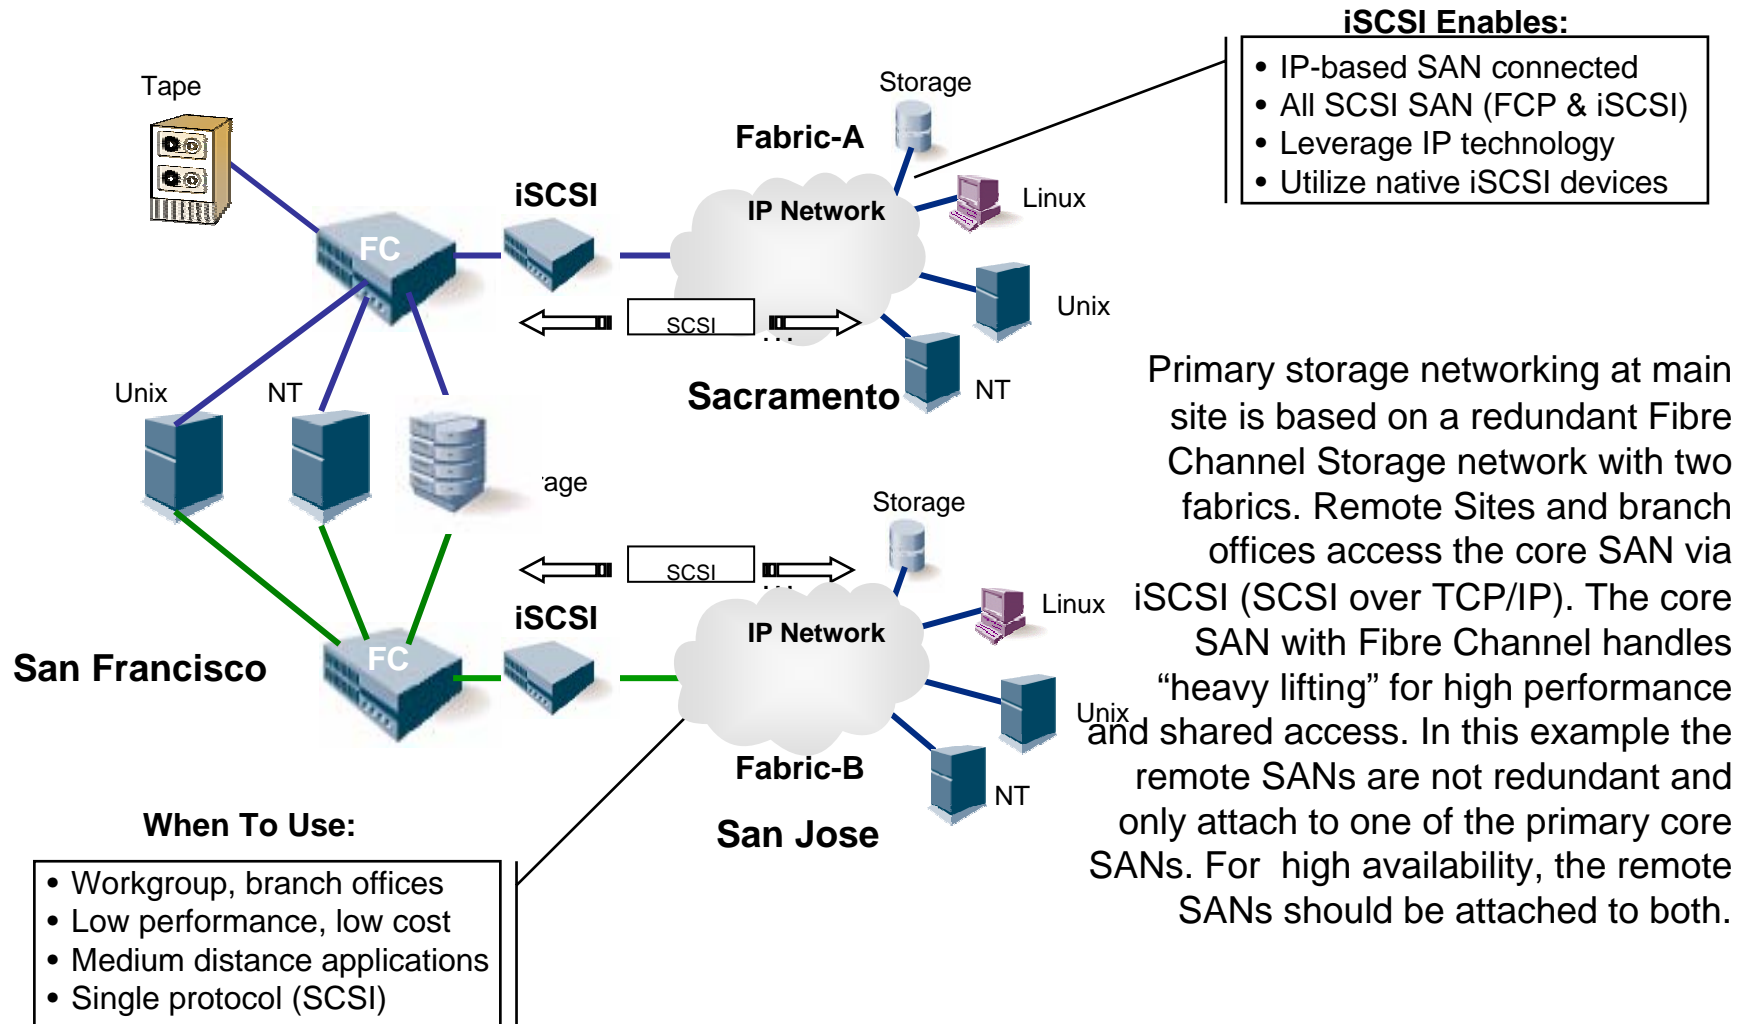 iSCSI Enables:
• IP-based SAN connected
• All SCSI SAN (FCP & iSCSI)
• Leverage IP technology
• Utilize native iSCSI devices
Tape
Storage
Fabric-A
iSCSI
IP Network
Linux
FC
Unix
SCSI
...
Sacramento
NT
Unix
NT
rage
Storage
SCSI
...
iSCSI
IP Network
Linux
San Francisco
FC
Unix
Fabric-B
NT
San Jose
Primary storage networking at main
site is based on a redundant Fibre
Channel Storage network with two
fabrics. Remote Sites and branch
offices access the core SAN via
iSCSI (SCSI over TCP/IP). The core
SAN with Fibre Channel handles
“heavy lifting” for high performance
and shared access. In this example the
remote SANs are not redundant and
only attach to one of the primary core
SANs. For high availability, the remote
SANs should be attached to both.
When To Use:
• Workgroup, branch offices
• Low performance, low cost
• Medium distance applications
• Single protocol (SCSI)